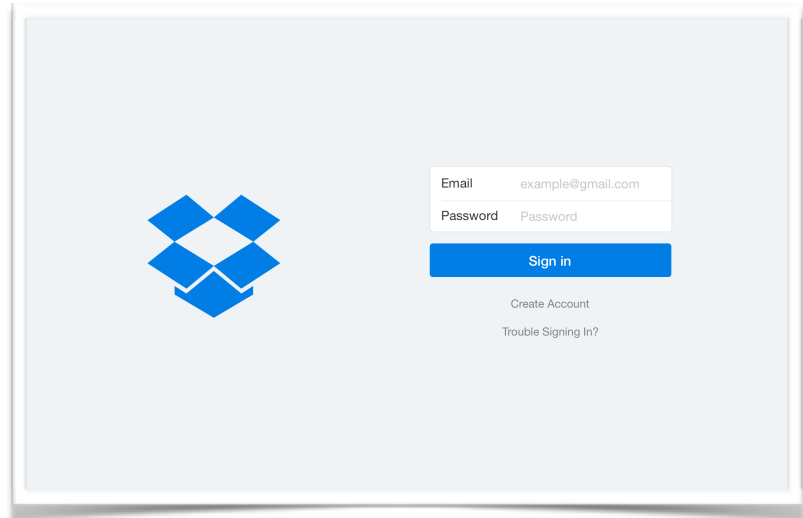 Email example@gmail.com
Password Password
Sign in
Create Account
Trouble Signing In?